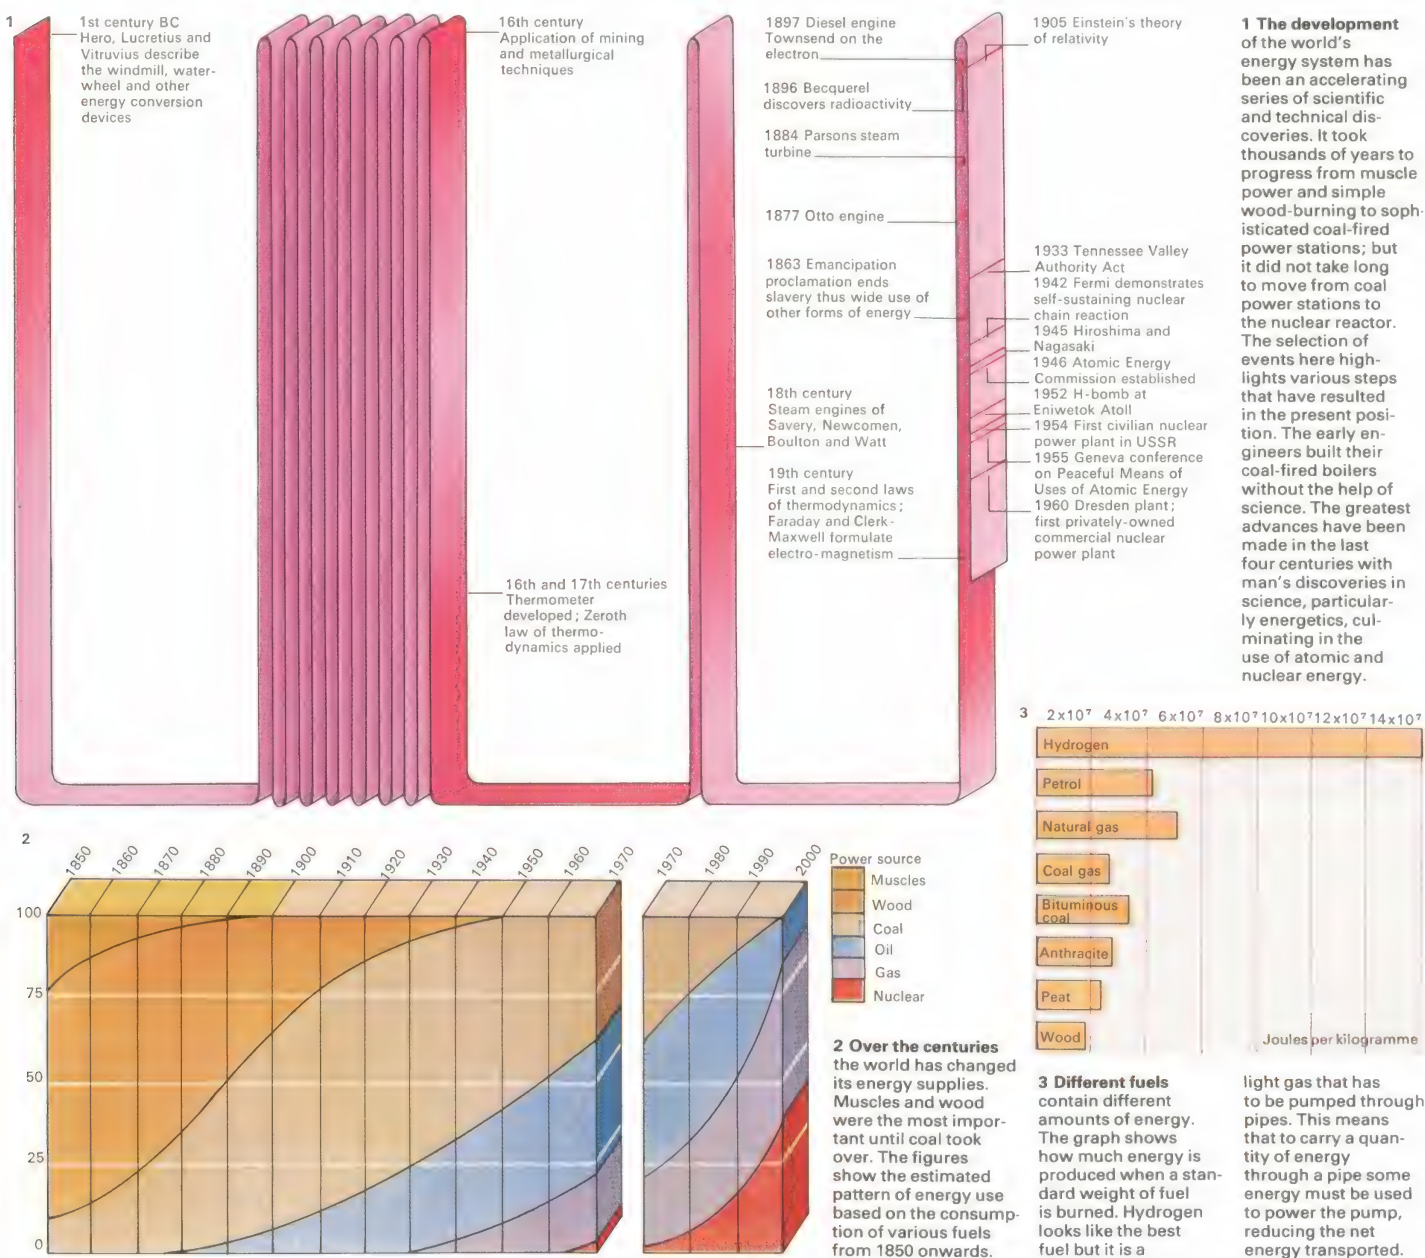 1
1st century BC
Hero, Lucretius and
Vitruvius describe
the windmill, water-
wheel and other
energy conversion
devices
16th century
Application of mining
and metallurgical
techniques
16th and 17th centuries
Thermometer
developed; Zeroth
law of thermo-
dynamics applied
1897 Diesel engine
Townsend on the
electron
1896 Becquerel
discovers radioactivity
1884 Parsons steam
turbine
1877 Otto engine
1863 Emancipation
proclamation ends
slavery thus wide use of
other forms of energy
18th century
Steam engines of
Savery, Newcomen,
Boulton and Watt
19th century
First and second laws
of thermodynamics;
Faraday and Clerk-
Maxwell formulate
electro-magnetism
1905 Einstein's theory
of relativity
1933 Tennessee Valley
Authority Act
1942 Fermi demonstrates
self-sustaining nuclear
chain reaction
1945 Hiroshima and
Nagasaki
1946 Atomic Energy
Commission established
1952 H-bomb at
Eniwetok Atoll
1954 First civilian nuclear
power plant in USSR
1955 Geneva conference
on Peaceful Means of
Uses of Atomic Energy
1960 Dresden plant;
first privately-owned
commercial nuclear
power plant
1 The development
of the world's
energy system has
been an accelerating
series of scientific
and technical dis-
coveries. It took
thousands of years to
progress from muscle
power and simple
wood-burning to soph-
isticated coal-fired
power stations; but
it did not take long
to move from coal
power stations to
the nuclear reactor.
The selection of
events here high-
lights various steps
that have resulted
in the present posi-
tion. The early en-
gineers built their
coal-fired boilers
without the help of
science. The greatest
advances have been
made in the last
four centuries with
man's discoveries in
science, particular-
ly energetics, cul-
minating in the
use of atomic and
nuclear energy.
2
1850 1860 1870 1880 1890 1900 1910 1920 1930 1940 1950 1960 1970 1970 1980 1990 2000
100
75
50
25
0
Power source
Muscles
Wood
Coal
Oil
Gas
Nuclear
2 Over the centuries
the world has changed
its energy supplies.
Muscles and wood
were the most impor-
tant until coal took
over. The figures
show the estimated
pattern of energy use
based on the consump-
tion of various fuels
from 1850 onwards.
3
2x10⁷ 4x10⁷ 6x10⁷ 8x10⁷ 10x10⁷ 12x10⁷ 14x10⁷
Hydrogen
Petrol
Natural gas
Coal gas
Bituminous
coal
Anthracite
Peat
Wood
Joules per kilogramme
3 Different fuels
contain different
amounts of energy.
The graph shows
how much energy is
produced when a stan-
dard weight of fuel
is burned. Hydrogen
looks like the best
fuel but it is a
light gas that has
to be pumped through
pipes. This means
that to carry a quan-
tity of energy
through a pipe some
energy must be used
to power the pump,
reducing the net
energy transported.